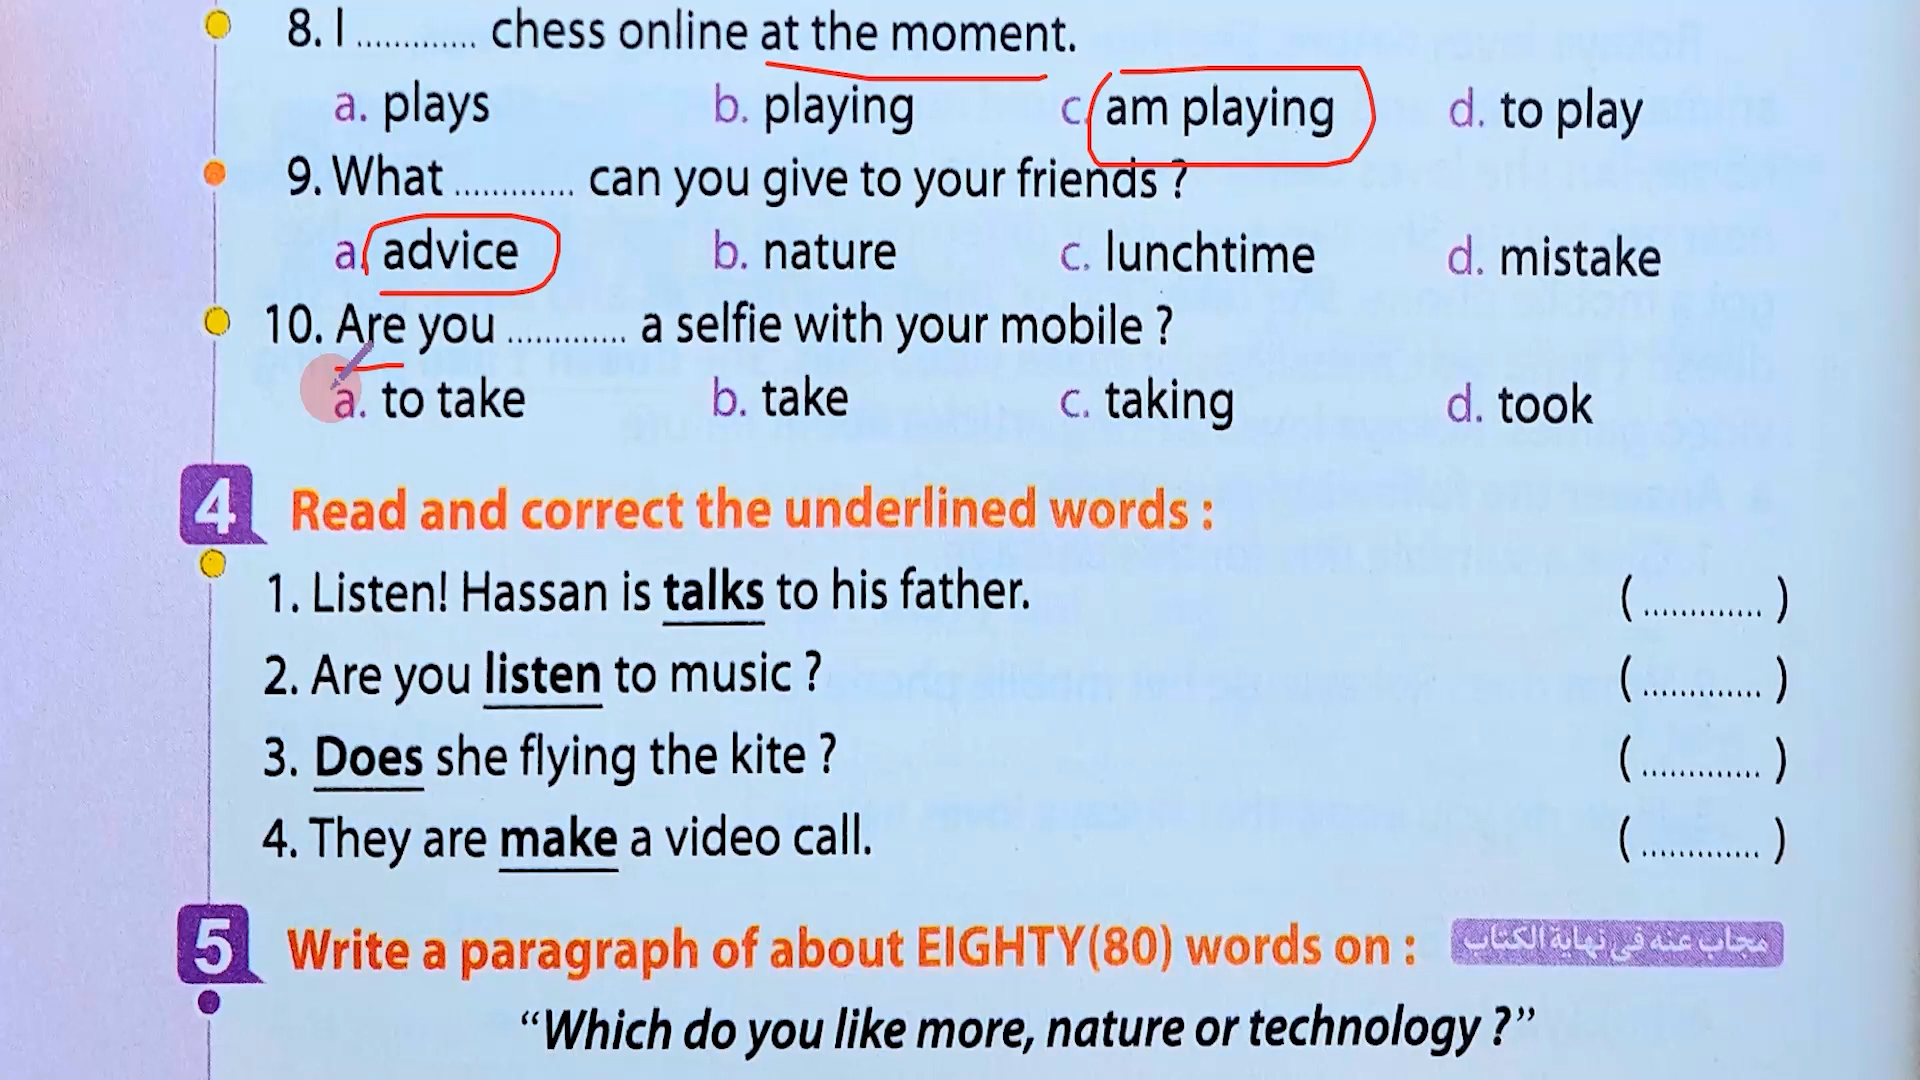 8. I ............. chess online at the moment.
a. plays b. playing c. am playing d. to play
9. What ............. can you give to your friends ?
a. advice b. nature c. lunchtime d. mistake
10. Are you ............. a selfie with your mobile ?
a. to take b. take c. taking d. took
4 Read and correct the underlined words :
1. Listen! Hassan is talks to his father. (.............)
2. Are you listen to music ? (.............)
3. Does she flying the kite ? (.............)
4. They are make a video call. (.............)
5 Write a paragraph of about EIGHTY(80) words on : مجاب عنه في نهاية الكتاب
“Which do you like more, nature or technology ?”